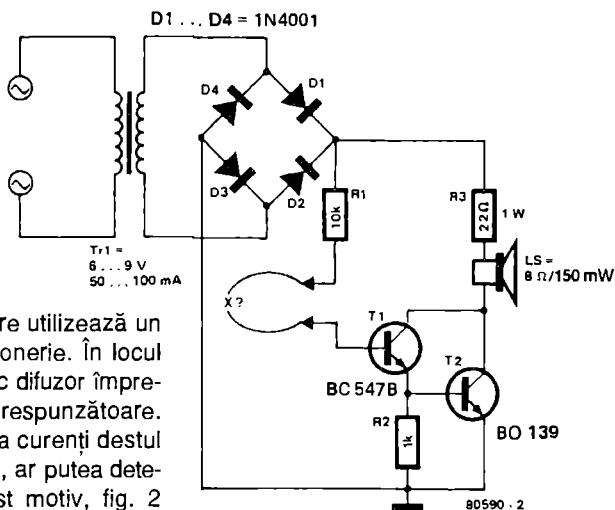 D1 ... D4 = 1N4001
D4
D1
D3
D2
R1
10k
R3
22Ω
1 W
Tr1 =
6 ... 9 V
50 ... 100 mA
LS =
8 Ω/150 mW
X?
T1
BC 547B
T2
BO 139
R2
1k
80590 - 2
re utilizează un
onerie. În locul
c difuzor împre-
respunzătoare.
a curenți destul
, ar putea dete-
st motiv, fig. 2